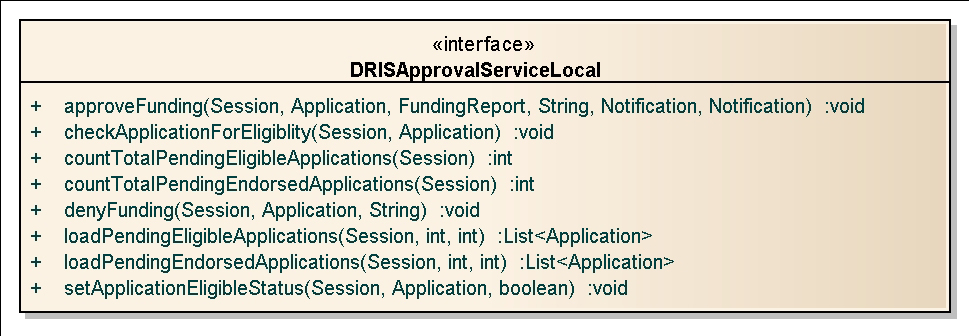 «interface»
DRISApprovalServiceLocal
+ approveFunding(Session, Application, FundingReport, String, Notification, Notification) :void
+ checkApplicationForEligiblity(Session, Application) :void
+ countTotalPendingEligibleApplications(Session) :int
+ countTotalPendingEndorsedApplications(Session) :int
+ denyFunding(Session, Application, String) :void
+ loadPendingEligibleApplications(Session, int, int) :List<Application>
+ loadPendingEndorsedApplications(Session, int, int) :List<Application>
+ setApplicationEligibleStatus(Session, Application, boolean) :void